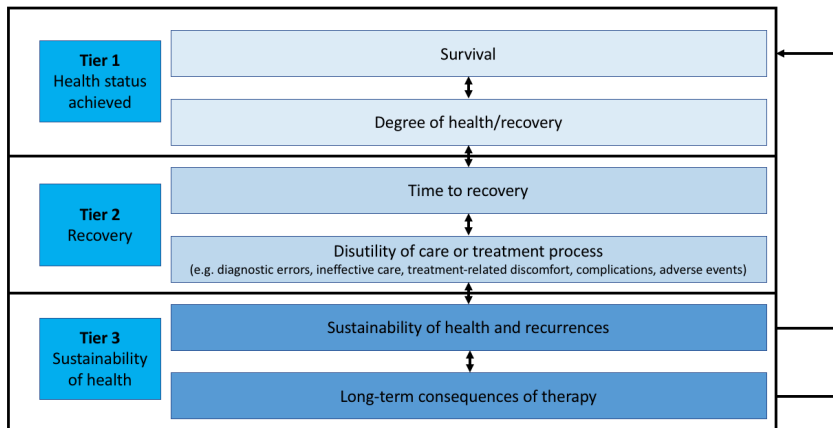 Tier 1
Health status
achieved
Survival
Degree of health/recovery
Tier 2
Recovery
Time to recovery
Disutility of care or treatment process
(e.g. diagnostic errors, ineffective care, treatment-related discomfort, complications, adverse events)
Tier 3
Sustainability
of health
Sustainability of health and recurrences
Long-term consequences of therapy